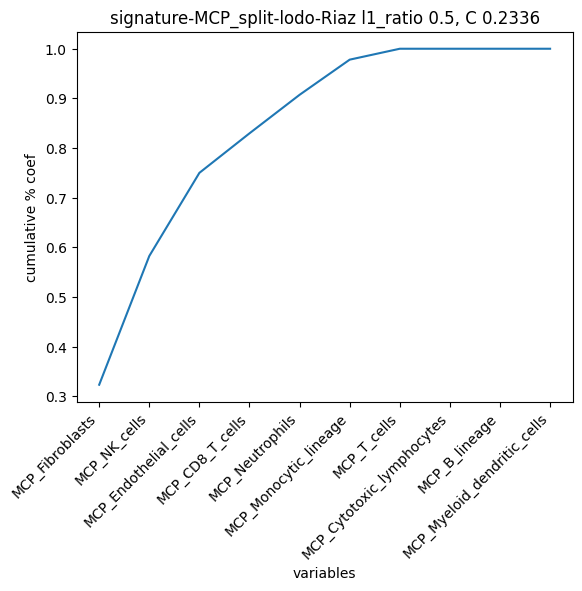 signature-MCP_split-lodo-Riaz l1_ratio 0.5, C 0.2336
cumulative % coef
1.0
0.9
0.8
0.7
0.6
0.5
0.4
0.3
MCP_Fibroblasts
MCP_NK_cells
MCP_Endothelial_cells
MCP_CD8_T_cells
MCP_Neutrophils
MCP_Monocytic_lineage
MCP_T_cells
MCP_Cytotoxic_lymphocytes
MCP_B_lineage
MCP_Myeloid_dendritic_cells
variables